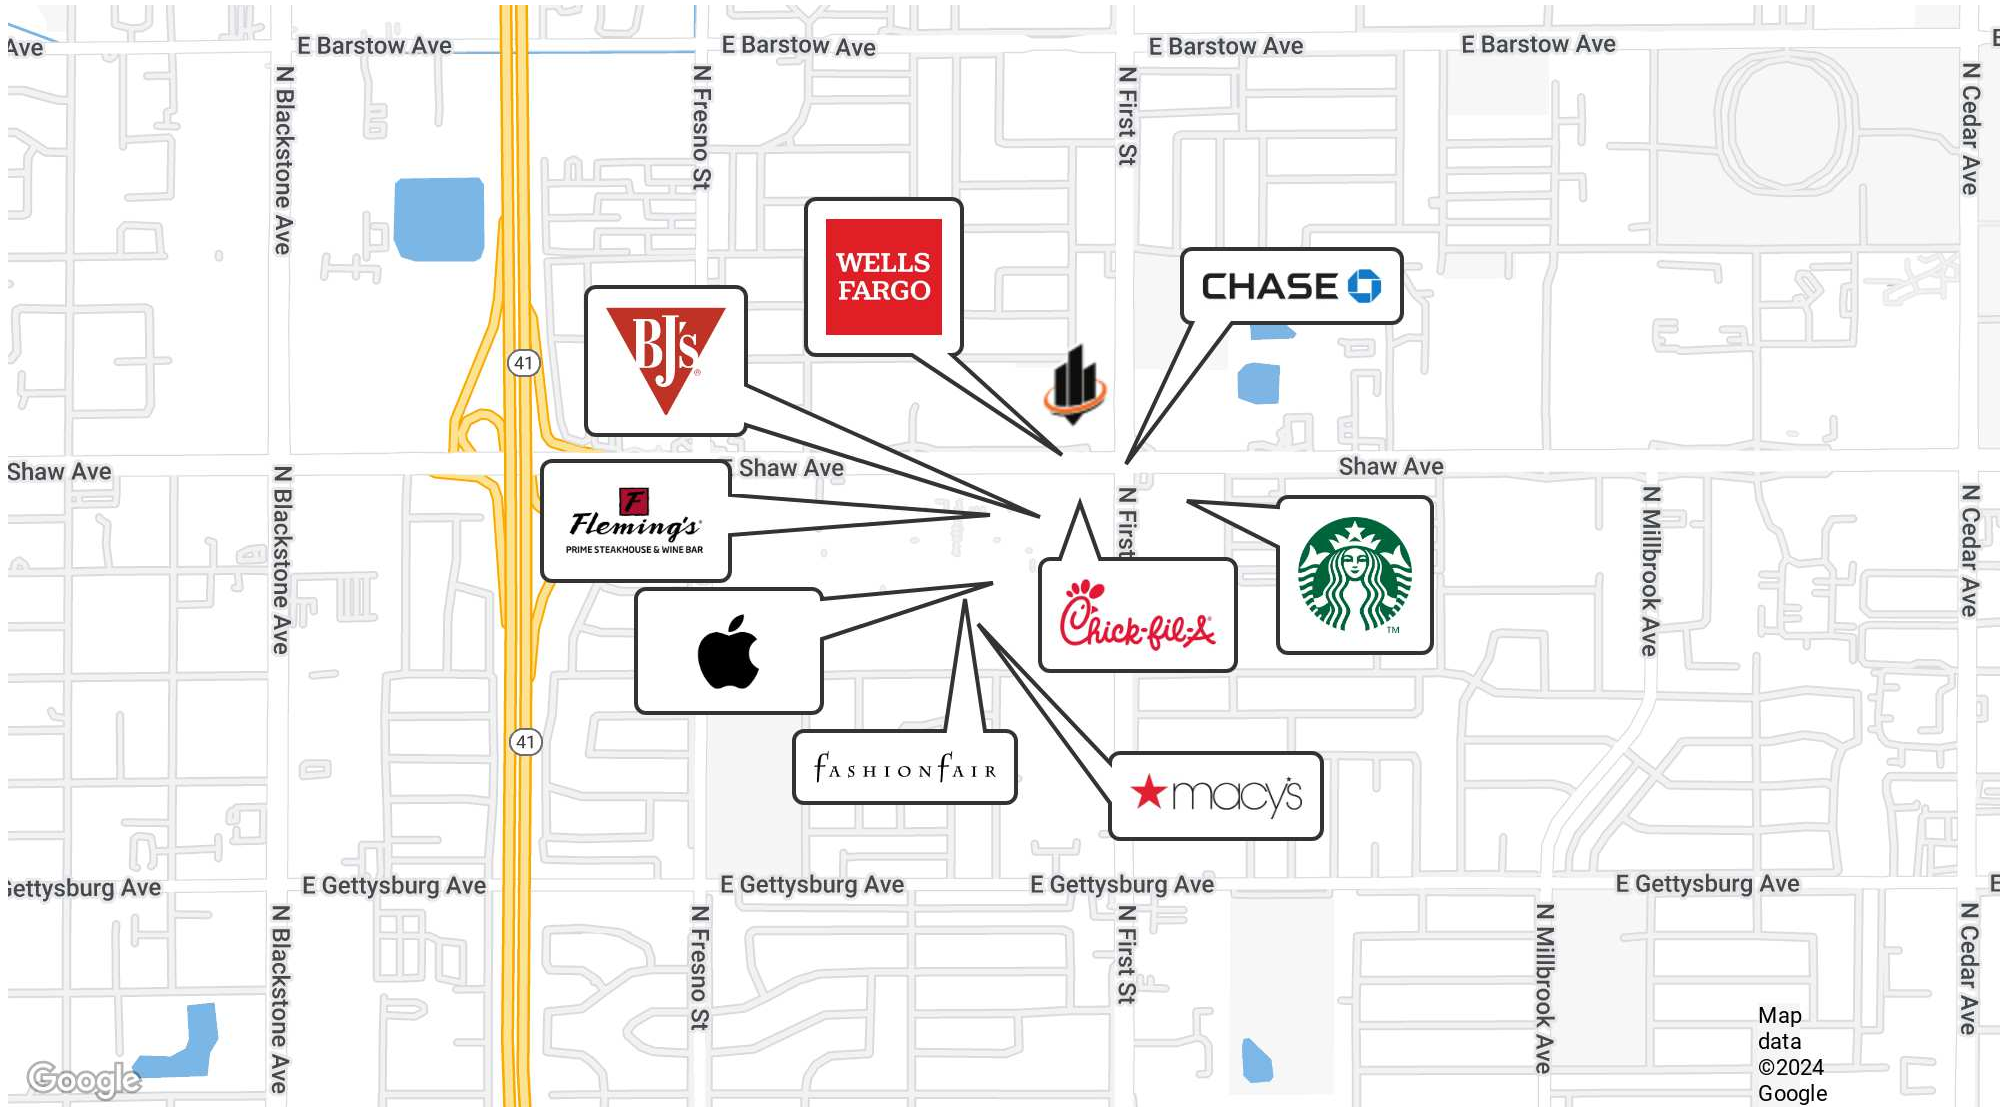 Ave
E Barstow Ave
E Barstow Ave
E Barstow Ave
E Barstow Ave
E
N Blackstone Ave
N Fresno St
N First St
N Cedar Ave
WELLS
FARGO
CHASE
BJ's
®
41
Shaw Ave
Shaw Ave
Shaw Ave
F
Fleming's
PRIME STEAKHOUSE & WINE BAR
N Blackstone Ave
N First
N Millbrook Ave
N Cedar Ave
Chick-fil-A
TM
41
FASHION FAIR
macy's
Gettysburg Ave
E Gettysburg Ave
E Gettysburg Ave
E Gettysburg Ave
E Gettysburg Ave
E
N Blackstone Ave
N Fresno St
N First St
N Millbrook Ave
N Cedar Ave
Map
data
©2024
Google
Google